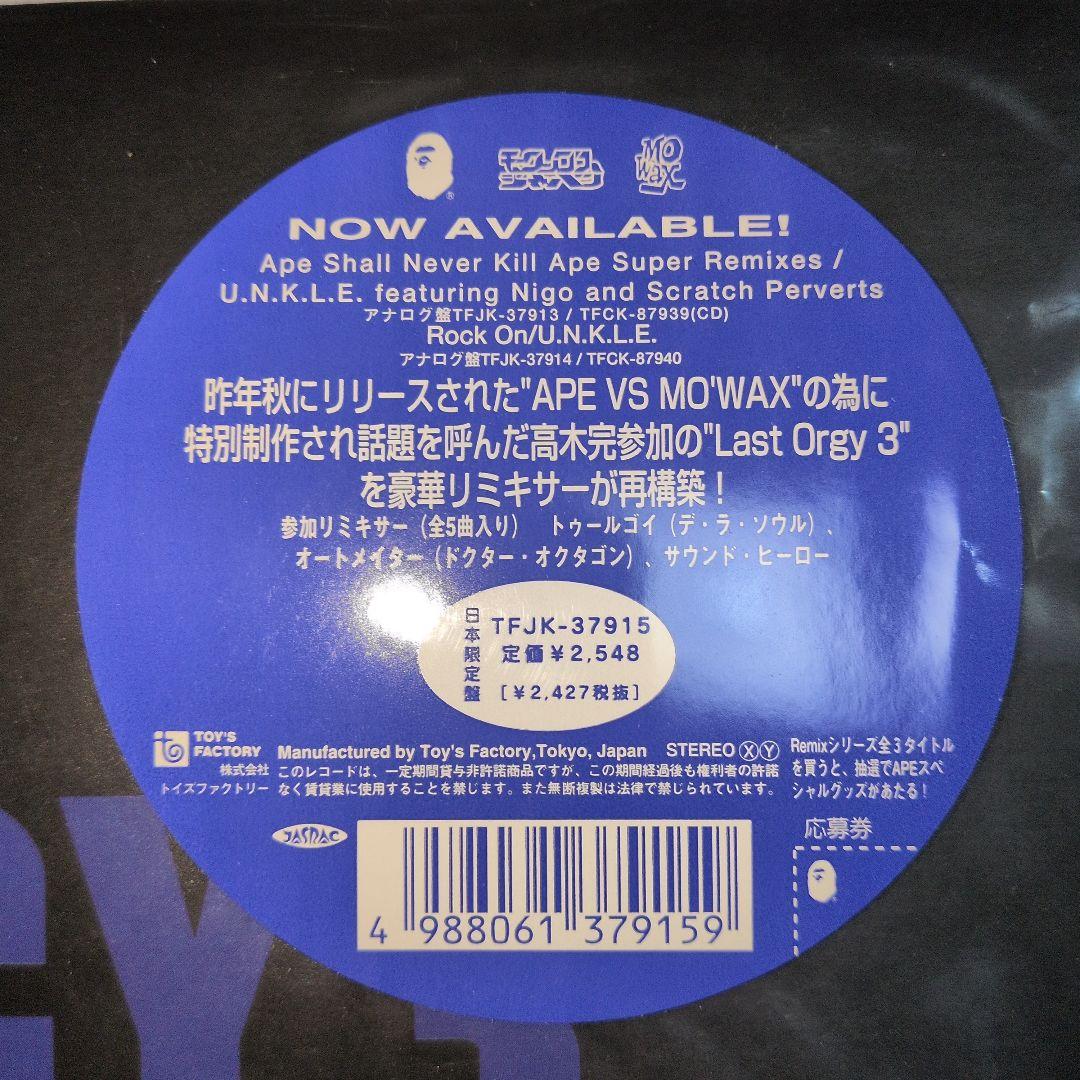 モ・ワックス
ジャパン
MO
WAX
NOW AVAILABLE!
Ape Shall Never Kill Ape Super Remixes /
U.N.K.L.E. featuring Nigo and Scratch Perverts
アナログ盤TFJK-37913 / TFCK-87939(CD)
Rock On/U.N.K.L.E.
アナログ盤TFJK-37914 / TFCK-87940
昨年秋にリリースされた"APE VS MO'WAX"の為に
特別制作され話題を呼んだ高木完参加の"Last Orgy 3"
を豪華リミキサーが再構築!
参加リミキサー(全5曲入り) トゥールゴイ(デ・ラ・ソウル)、
オートメイター(ドクター・オクタゴン)、サウンド・ヒーロー
日本限定盤
TFJK-37915
定価¥2,548
[¥2,427税抜]
TOY'S
FACTORY
株式会社
トイズファクトリー
Manufactured by Toy's Factory,Tokyo, Japan STEREO Ⓧ Ⓨ
このレコードは、一定期間貸与非許諾商品ですが、この期間経過後も権利者の許諾
なく賃貸業に使用することを禁じます。また無断複製は法律で禁じられています。
Remixシリーズ全3タイトル
を買うと、抽選でAPEスペ
シャルグッズがあたる!
応募券
JASRAC
4 988061 379159
GY 3